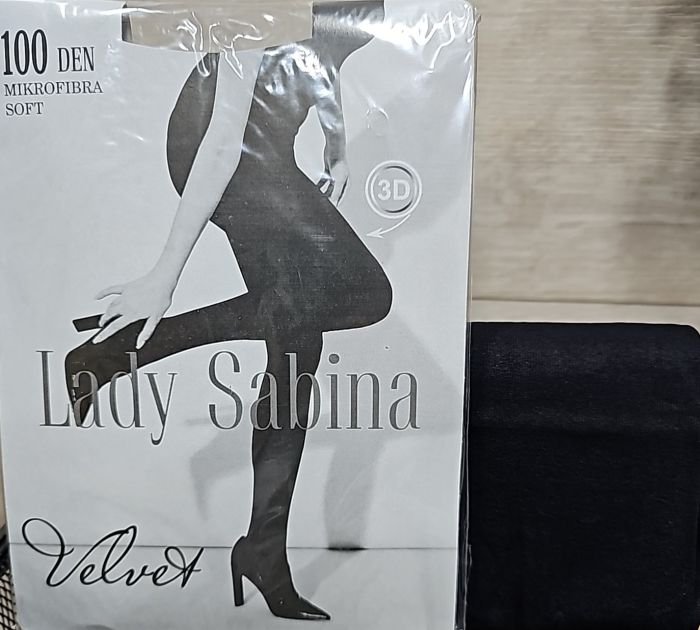 100 DEN
MIKROFIBRA
SOFT
3D
Lady Sabina
Velvet